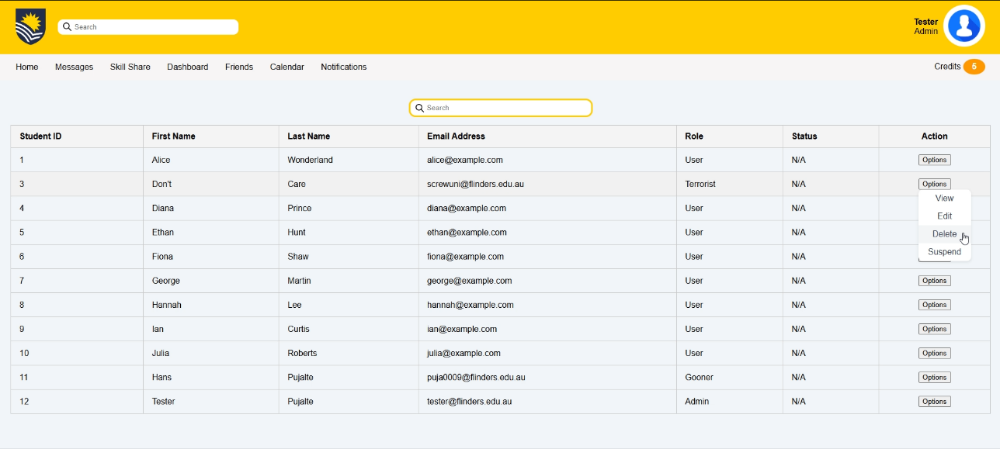 Search
Tester
Admin
Home Messages Skill Share Dashboard Friends Calendar Notifications Credits 5
Search
Student ID First Name Last Name Email Address Role Status Action
1 Alice Wonderland alice@example.com User N/A Options
3 Don't Care screwuni@flinders.edu.au Terrorist N/A Options
View
4 Diana Prince diana@example.com User N/A
Edit
5 Ethan Hunt ethan@example.com User N/A Delete
6 Fiona Shaw fiona@example.com User N/A Suspend
7 George Martin george@example.com User N/A Options
8 Hannah Lee hannah@example.com User N/A Options
9 Ian Curtis ian@example.com User N/A Options
10 Julia Roberts julia@example.com User N/A Options
11 Hans Pujalte puja0009@flinders.edu.au Gooner N/A Options
12 Tester Pujalte tester@flinders.edu.au Admin N/A Options